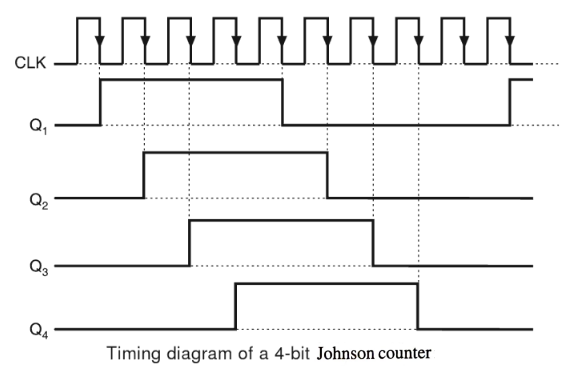 CLK
Q1
Q2
Q3
Q4
Timing diagram of a 4-bit Johnson counter